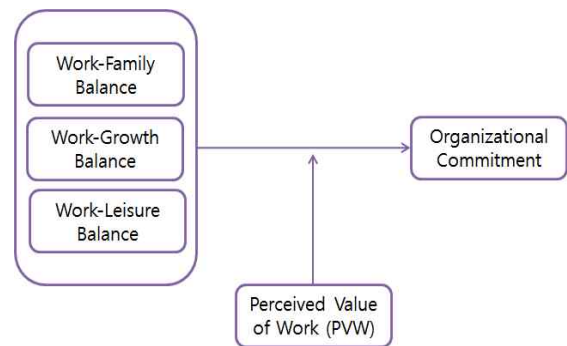 Work-Family
Balance
Work-Growth
Balance
Work-Leisure
Balance
Organizational
Commitment
Perceived Value
of Work (PVW)